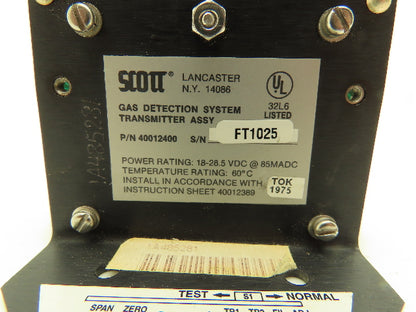 SCOTT LANCASTER
N.Y. 14086
UL
32L6
LISTED
GAS DETECTION SYSTEM
TRANSMITTER ASSY
P/N 40012400 S/N FT1025
POWER RATING: 18-28.5 VDC @ 85MADC
TEMPERATURE RATING: 60°C
INSTALL IN ACCORDANCE WITH
INSTRUCTION SHEET 40012389
TOK
1975
TEST ← S1 → NORMAL
SPAN ZERO